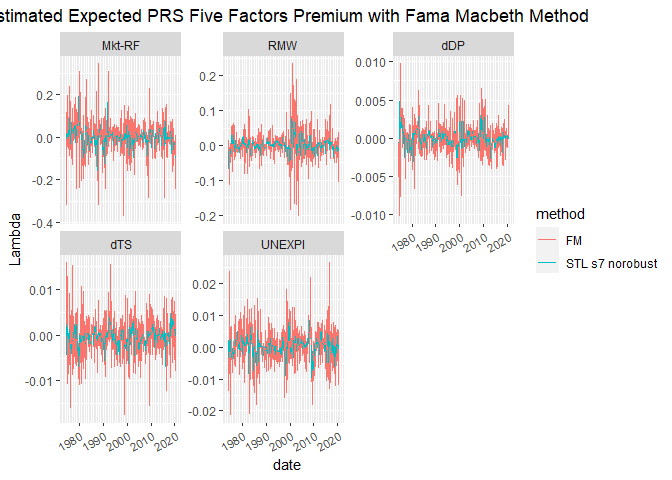 stimated Expected PRS Five Factors Premium with Fama Macbeth Method
Mkt-RF
RMW
dDP
0.2
0.0
-0.2
-0.4
0.2
0.1
0.0
-0.1
-0.2
0.010
0.005
0.000
-0.005
-0.010
1980 1990 2000 2010 2020
Lambda
dTS
UNEXPI
0.01
0.00
-0.01
0.02
0.01
0.00
-0.01
-0.02
1980 1990 2000 2010 2020
1980 1990 2000 2010 2020
date
method
FM
STL s7 norobust